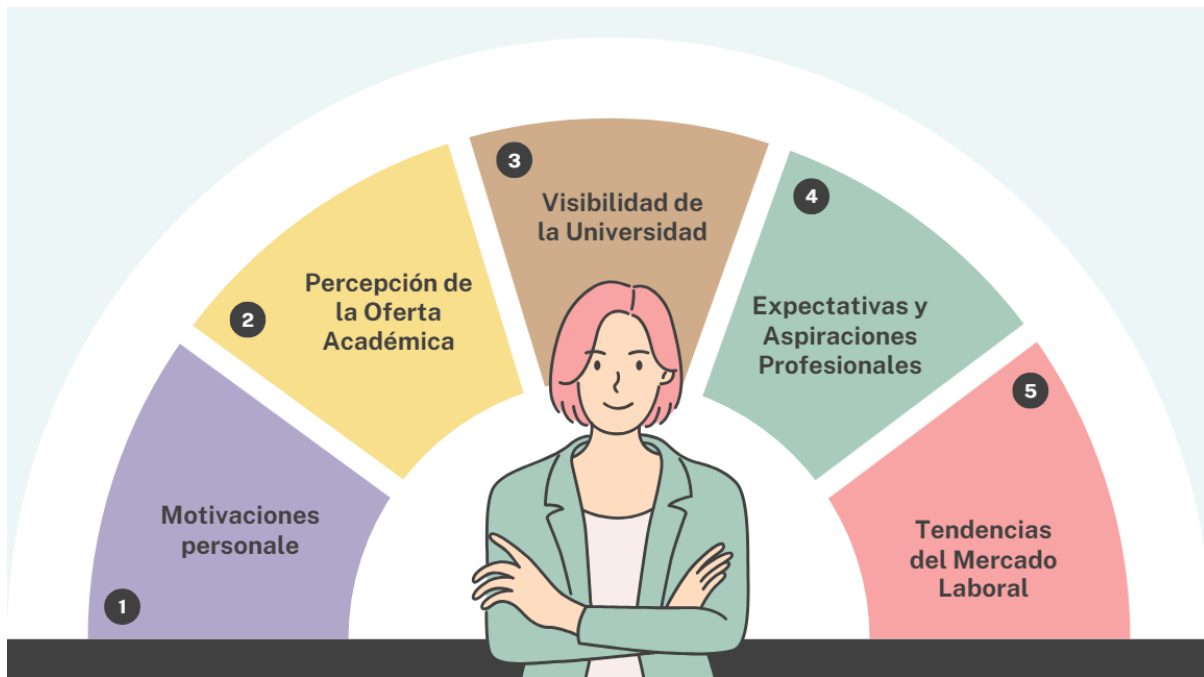 1
Motivaciones
personale
2
Percepción de
la Oferta
Académica
3
Visibilidad de
la Universidad
4
Expectativas y
Aspiraciones
Profesionales
5
Tendencias
del Mercado
Laboral